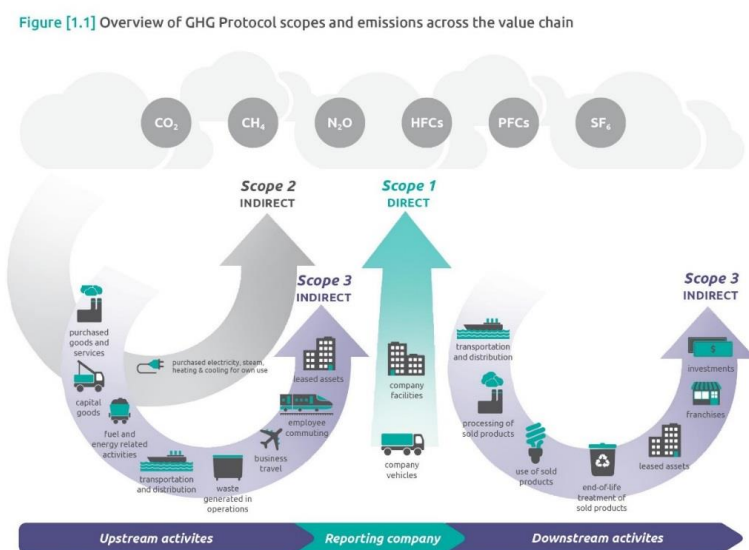 Figure [1.1] Overview of GHG Protocol scopes and emissions across the value chain
CO₂
CH₄
N₂O
HFCs
PFCs
SF₆
Scope 2
INDIRECT
Scope 1
DIRECT
Scope 3
INDIRECT
Scope 3
INDIRECT
purchased
goods and
services
capital
goods
fuel and
energy related
activities
transportation
and distribution
waste
generated in
operations
business
travel
employee
commuting
leased assets
purchased electricity, steam,
heating & cooling for own use
company
facilities
company
vehicles
transportation
and distribution
processing of
sold products
use of sold
products
end-of-life
treatment of
sold products
leased assets
franchises
investments
$
Upstream activites
Reporting company
Downstream activites